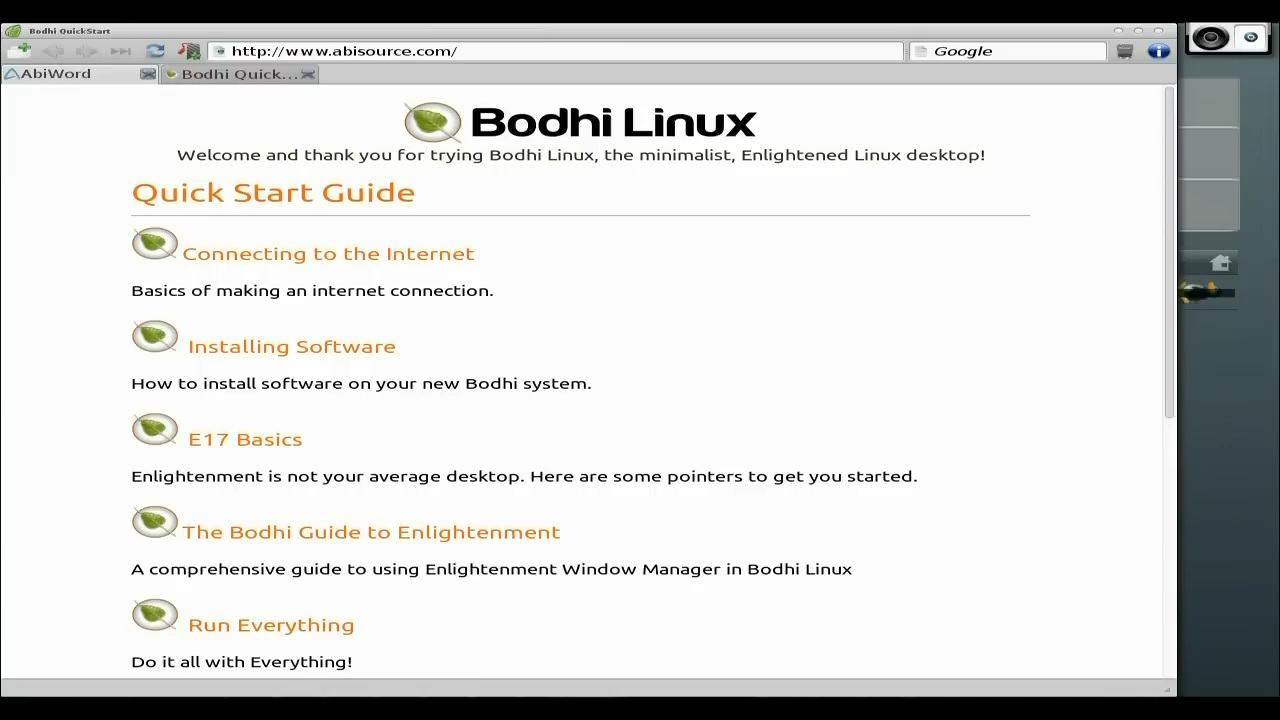 Bodhi QuickStart
http://www.abisource.com/
Google
AbiWord
Bodhi Quick...
Bodhi Linux
Welcome and thank you for trying Bodhi Linux, the minimalist, Enlightened Linux desktop!
Quick Start Guide
Connecting to the Internet
Basics of making an internet connection.
Installing Software
How to install software on your new Bodhi system.
E17 Basics
Enlightenment is not your average desktop. Here are some pointers to get you started.
The Bodhi Guide to Enlightenment
A comprehensive guide to using Enlightenment Window Manager in Bodhi Linux
Run Everything
Do it all with Everything!